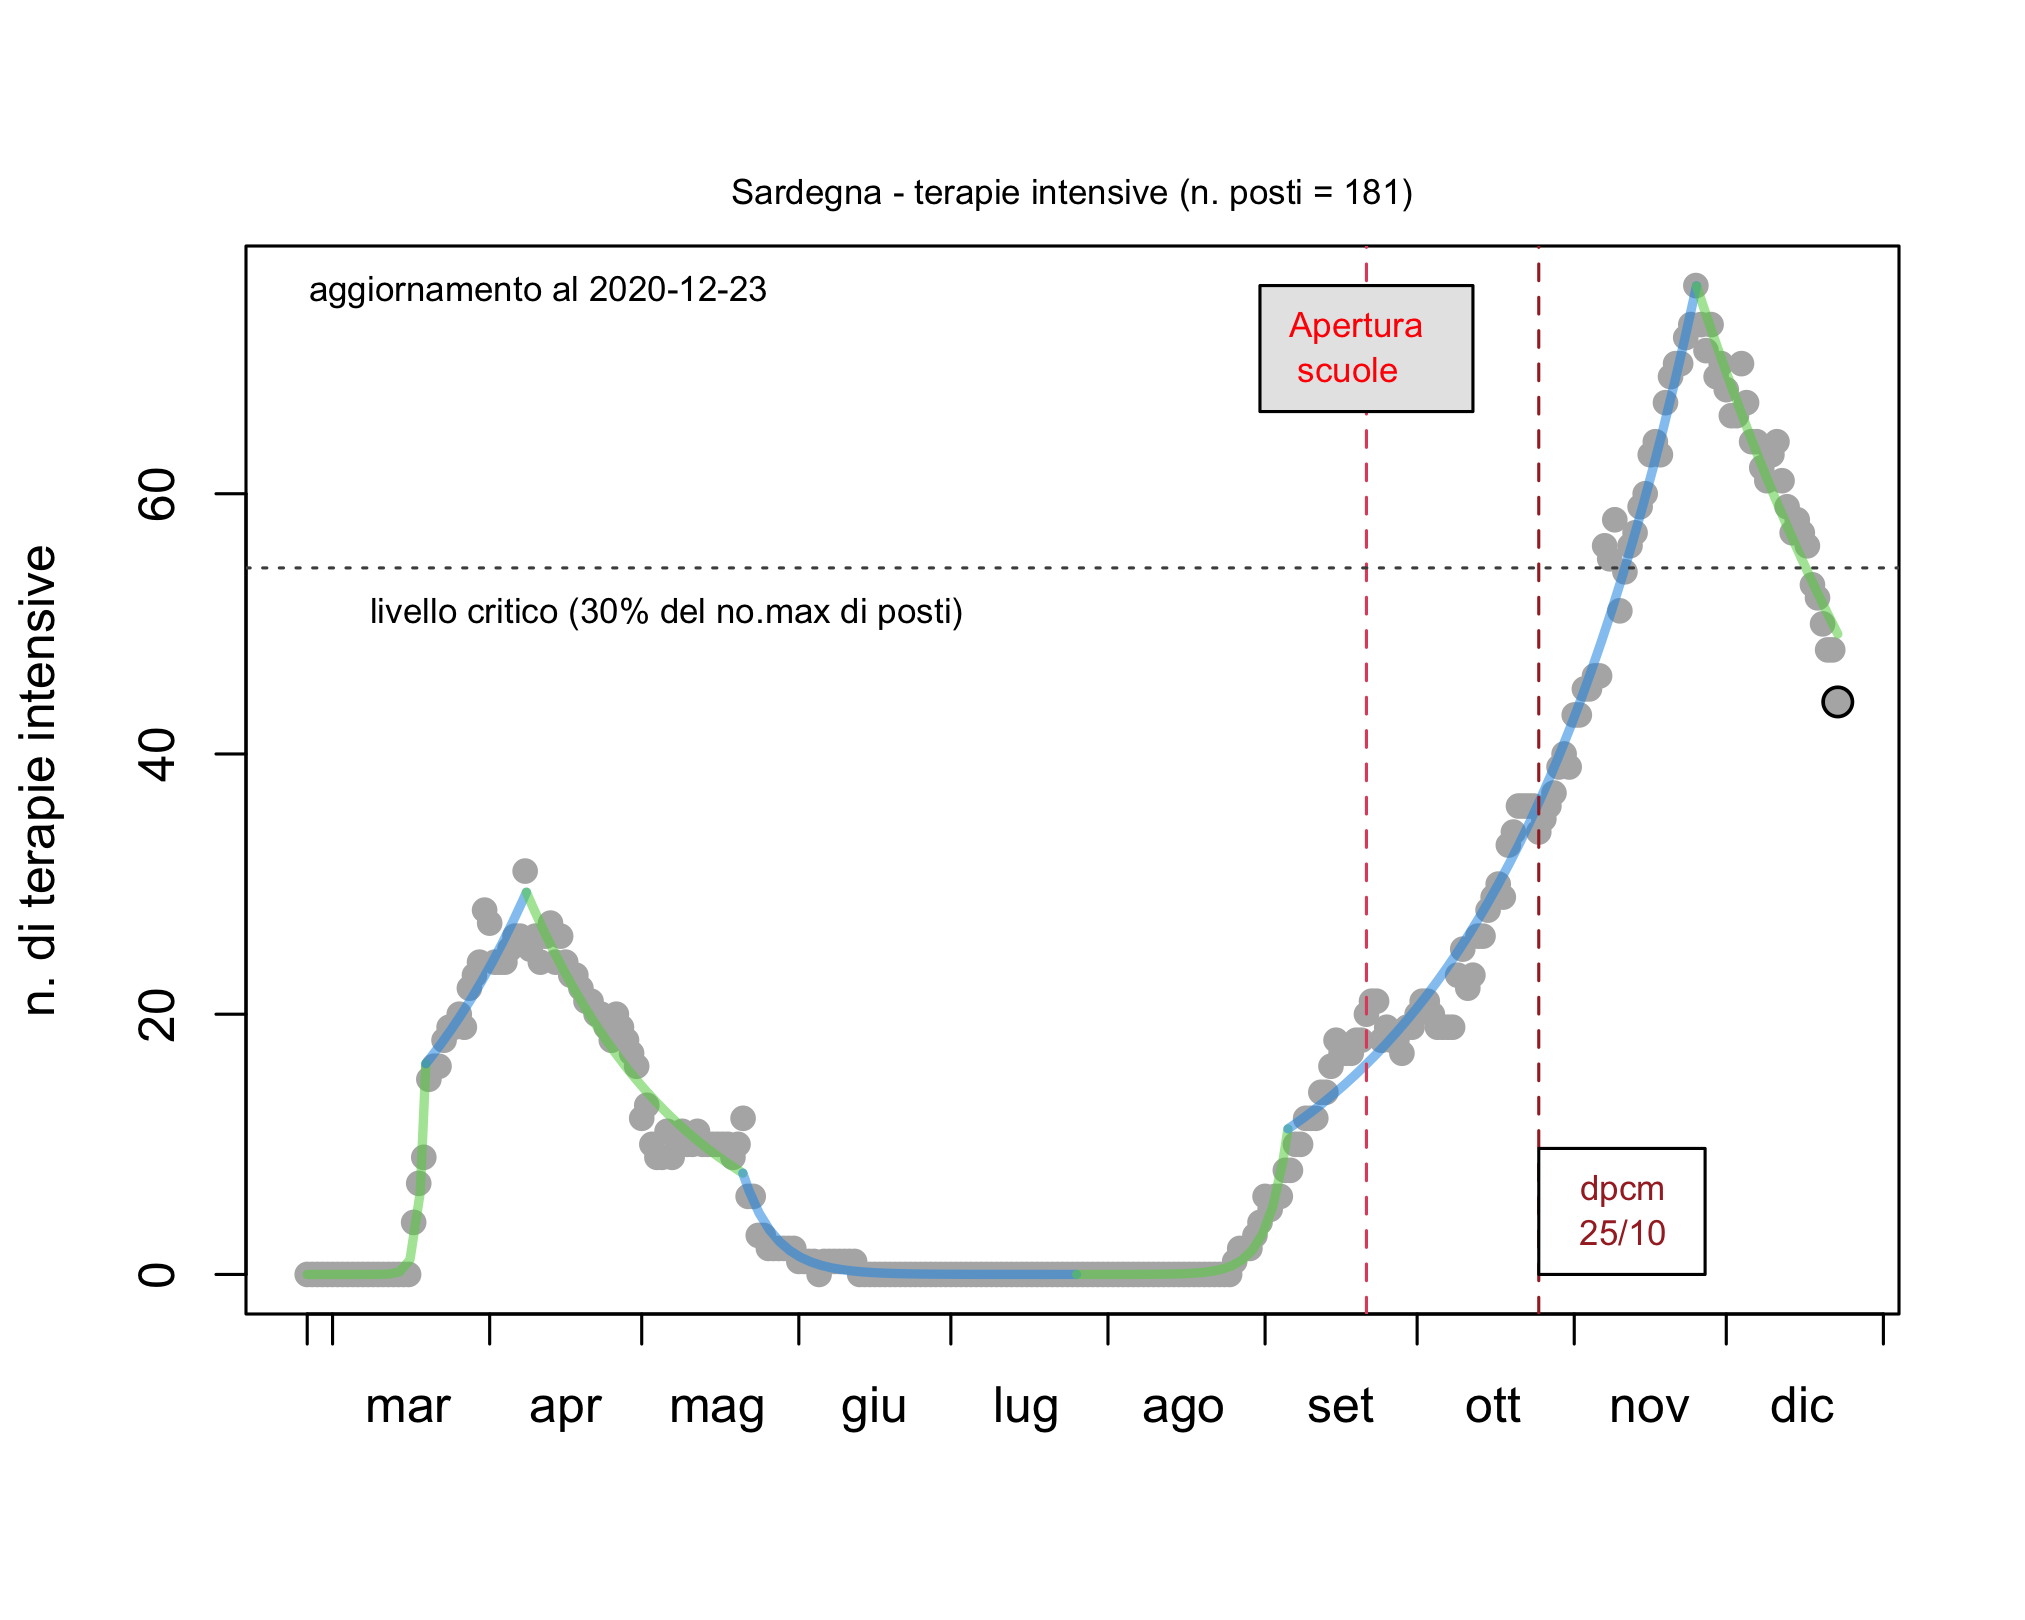 Sardegna - terapie intensive (n. posti = 181)
aggiornamento al 2020-12-23
Apertura
scuole
livello critico (30% del no.max di posti)
dpcm
25/10
n. di terapie intensive
60
40
20
0
mar apr mag giu lug ago set ott nov dic